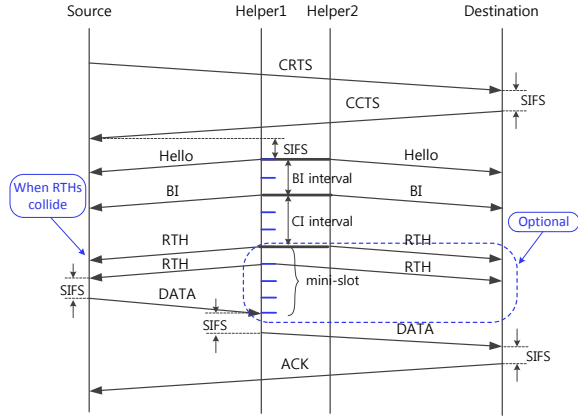 Source
Helper1
Helper2
Destination
CRTS
SIFS
CCTS
SIFS
Hello
Hello
BI interval
When RTHs
collide
BI
BI
CI interval
Optional
RTH
RTH
RTH
RTH
mini-slot
SIFS
DATA
SIFS
DATA
SIFS
ACK